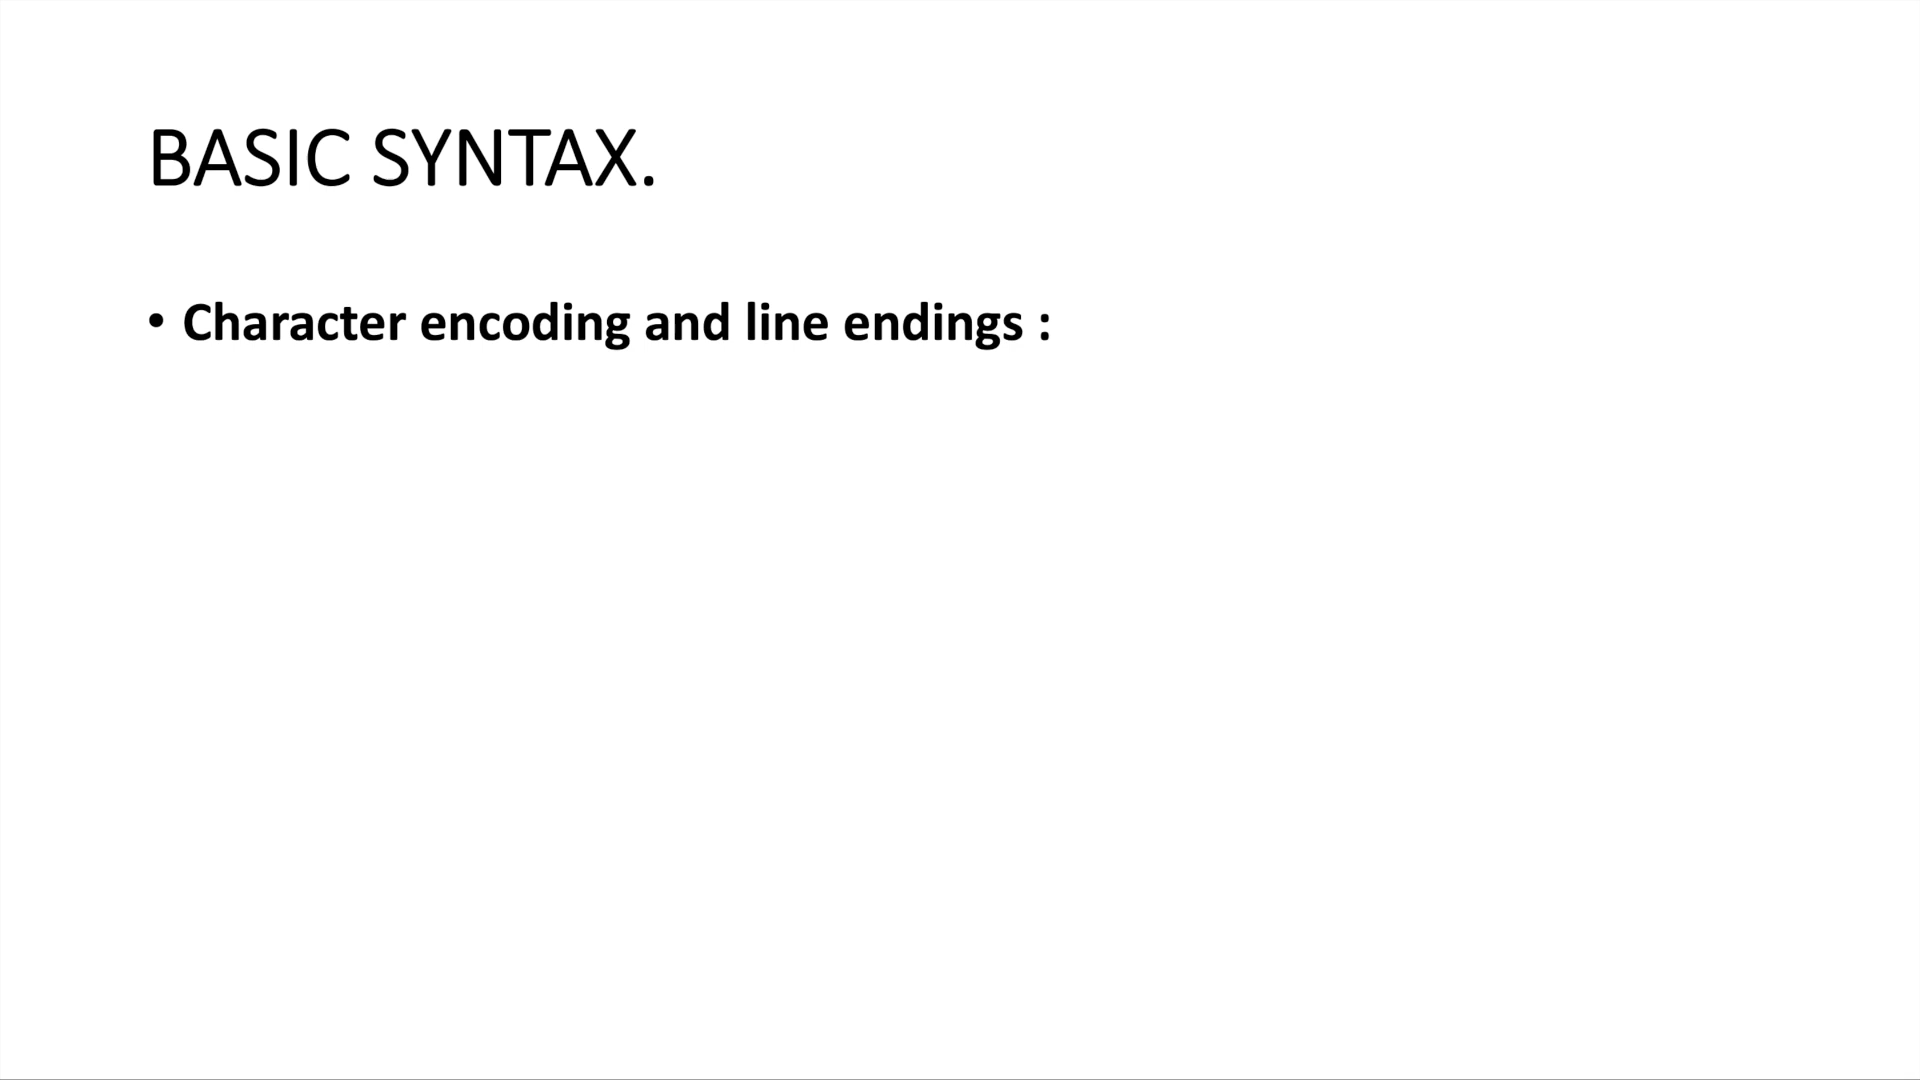 BASIC SYNTAX.
• Character encoding and line endings :